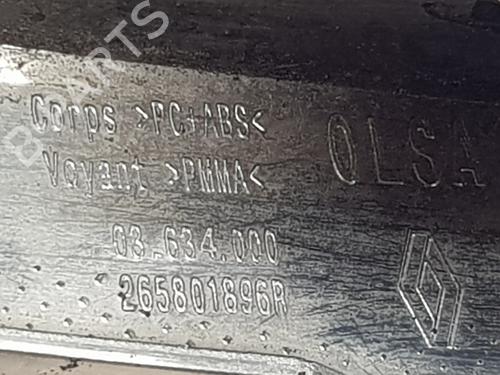 Corps >PC+ABS<
OLSA
Voyant >PMMA<
03.634.000
265801896R